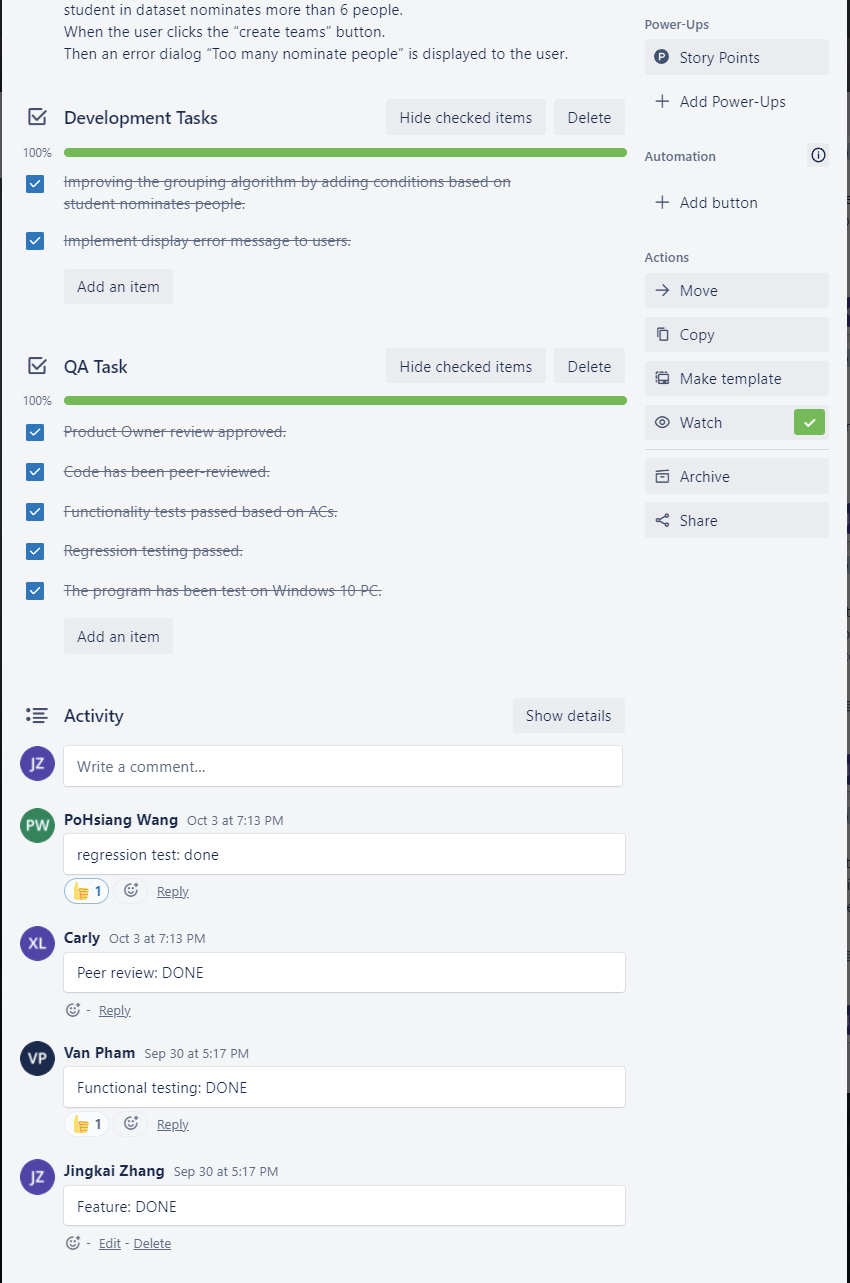 student in dataset nominates more than 6 people.
When the user clicks the “create teams” button.
Then an error dialog “Too many nominate people” is displayed to the user.
Development Tasks
Hide checked items
Delete
100%
Improving the grouping algorithm by adding conditions based on
student nominates people.
Implement display error message to users.
Add an item
QA Task
Hide checked items
Delete
100%
Product Owner review approved.
Code has been peer-reviewed.
Functionality tests passed based on ACs.
Regression testing passed.
The program has been test on Windows 10 PC.
Add an item
Activity
Show details
JZ
Write a comment...
PW
PoHsiang Wang Oct 3 at 7:13 PM
regression test: done
1
Reply
XL
Carly Oct 3 at 7:13 PM
Peer review: DONE
- Reply
VP
Van Pham Sep 30 at 5:17 PM
Functional testing: DONE
1
Reply
JZ
Jingkai Zhang Sep 30 at 5:17 PM
Feature: DONE
- Edit - Delete
Power-Ups
P
Story Points
Add Power-Ups
Automation
Add button
Actions
Move
Copy
Make template
Watch
Archive
Share